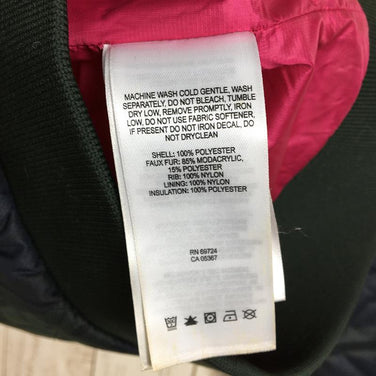 MACHINE WASH COLD GENTLE, WASH
SEPARATELY, DO NOT BLEACH, TUMBLE
DRY LOW, REMOVE PROMPTLY, IRON
LOW, DO NOT USE FABRIC SOFTENER,
IF PRESENT DO NOT IRON DECAL, DO
NOT DRYCLEAN
SHELL: 100% POLYESTER
FAUX FUR: 85% MODACRYLIC,
15% POLYESTER
RIB: 100% NYLON
LINING: 100% NYLON
INSULATION: 100% POLYESTER
RN 69724
CA 05367